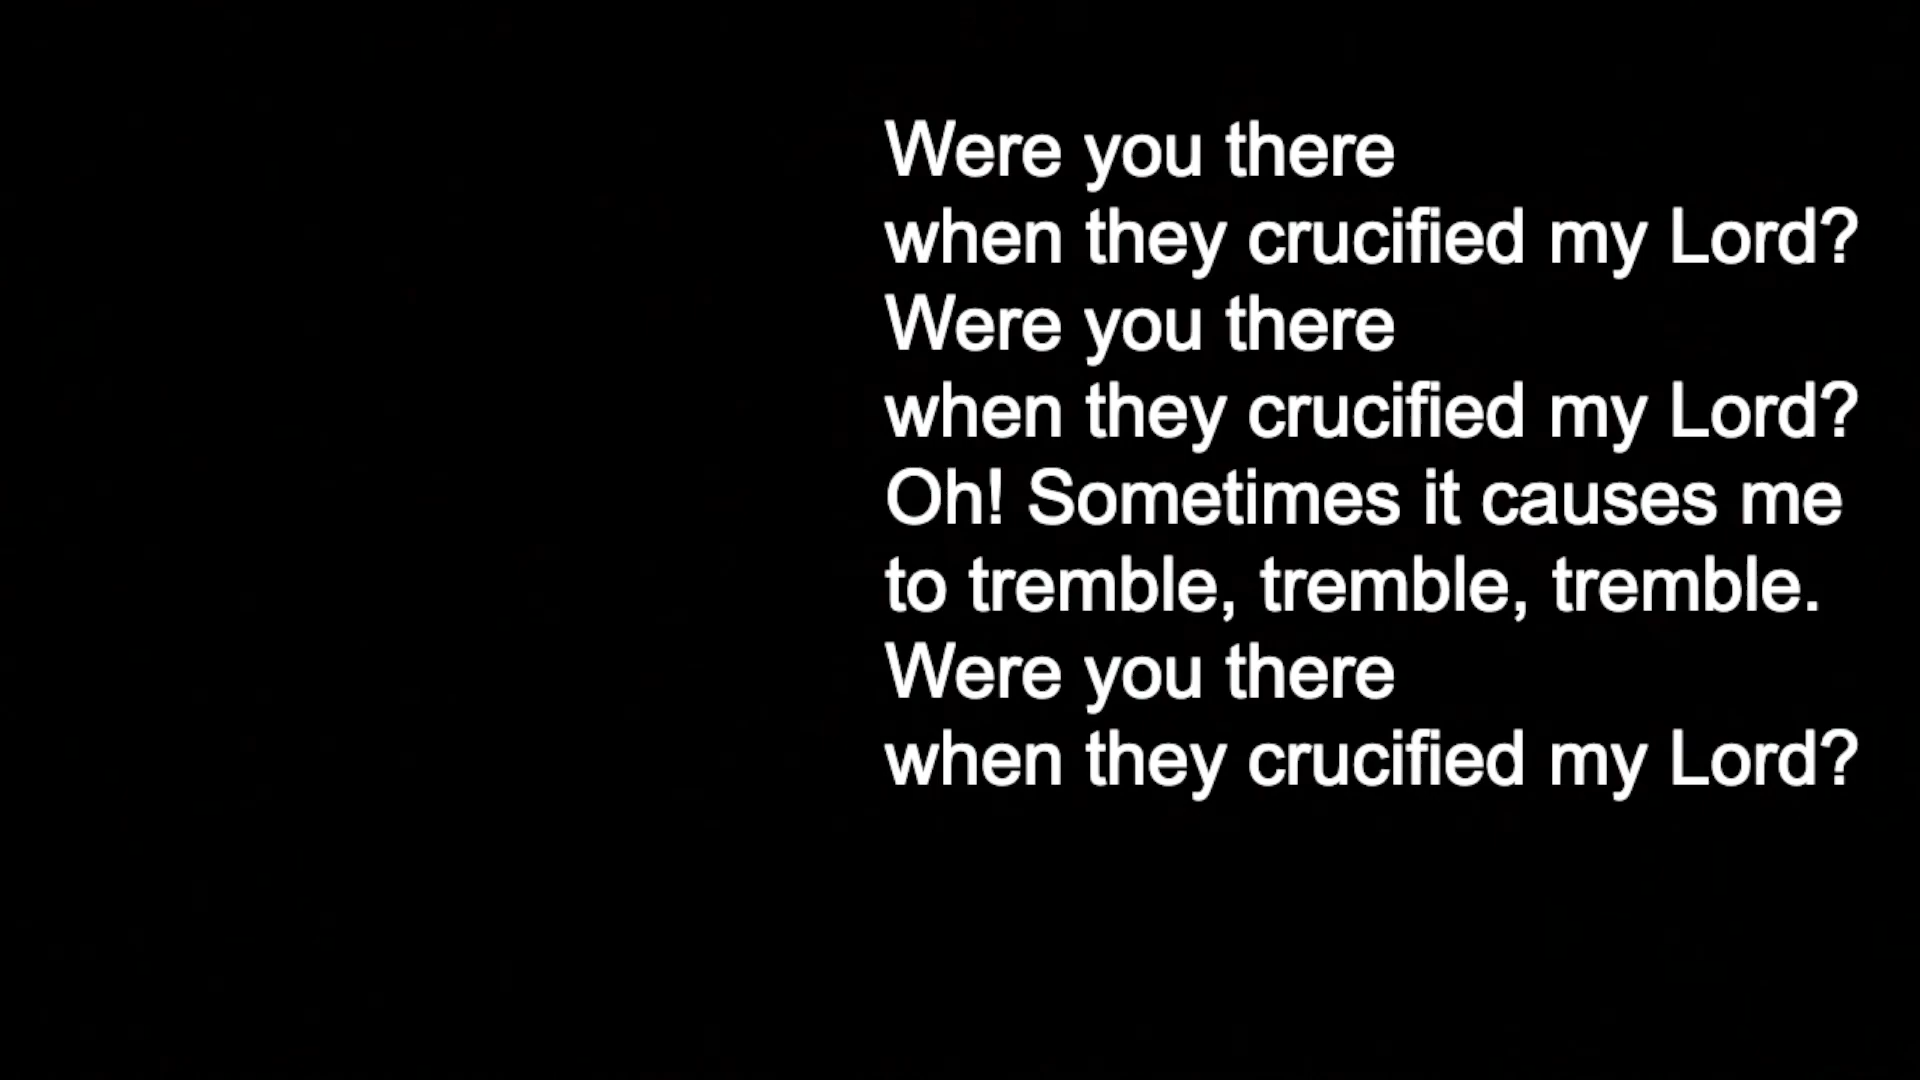 Were you there
when they crucified my Lord?
Were you there
when they crucified my Lord?
Oh! Sometimes it causes me
to tremble, tremble, tremble.
Were you there
when they crucified my Lord?